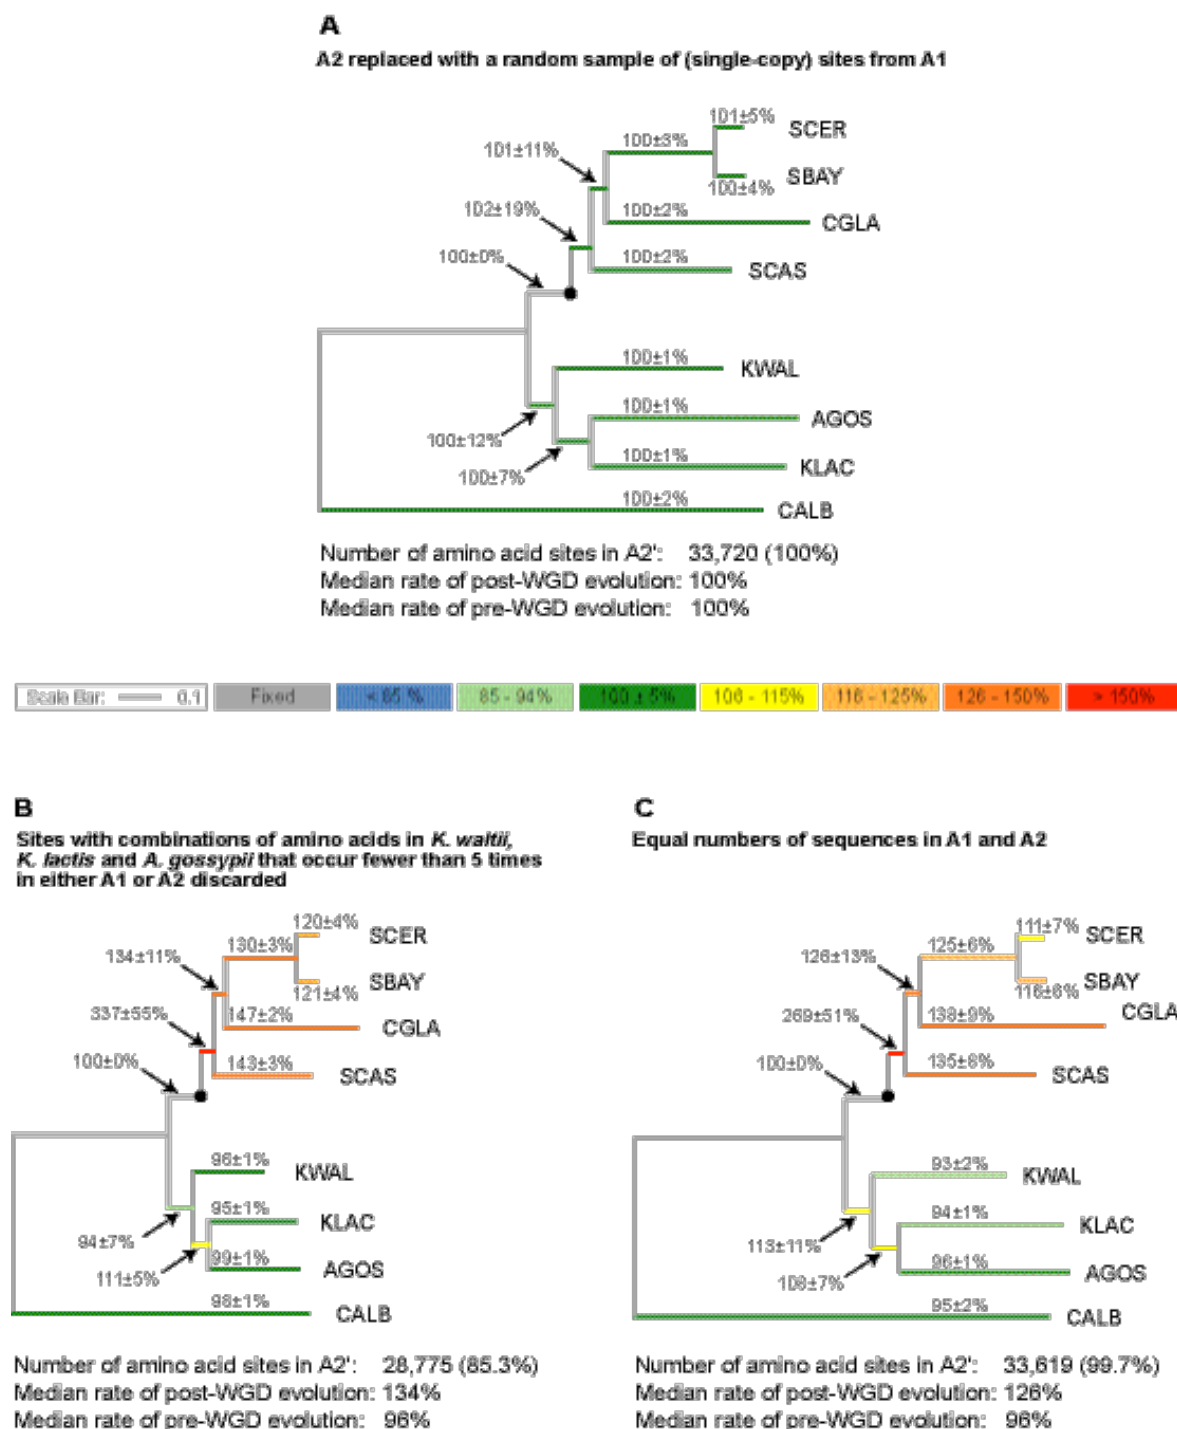 A
A2 replaced with a random sample of (single-copy) sites from A1
101±5%
SCER
100±3%
101±11%
SBAY
100±4%
102±19%
100±2%
CGLA
100±0%
100±2%
SCAS
100±1%
KWAL
100±1%
AGOS
100±12%
100±1%
KLAC
100±7%
100±2%
CALB
Number of amino acid sites in A2': 33,720 (100%)
Median rate of post-WGD evolution: 100%
Median rate of pre-WGD evolution: 100%
Scale Bar: 0.1 Fixed < 85 % 85 - 94% 100 ± 5% 106 - 115% 116 - 125% 126 - 150% > 150%
B
Sites with combinations of amino acids in K. waltii,
K. lactis and A. gossypii that occur fewer than 5 times
in either A1 or A2 discarded
120±4%
SCER
130±3%
134±11%
SBAY
121±4%
337±55%
147±2%
CGLA
100±0%
143±3%
SCAS
96±1%
KWAL
95±1%
KLAC
94±7%
99±1%
AGOS
111±5%
98±1%
CALB
Number of amino acid sites in A2': 28,775 (85.3%)
Median rate of post-WGD evolution: 134%
Median rate of pre-WGD evolution: 96%
C
Equal numbers of sequences in A1 and A2
111±7%
SCER
125±6%
126±13%
SBAY
116±6%
269±51%
138±9%
CGLA
100±0%
135±8%
SCAS
93±2%
KWAL
94±1%
KLAC
113±11%
96±1%
AGOS
108±7%
95±2%
CALB
Number of amino acid sites in A2': 33,619 (99.7%)
Median rate of post-WGD evolution: 126%
Median rate of pre-WGD evolution: 96%